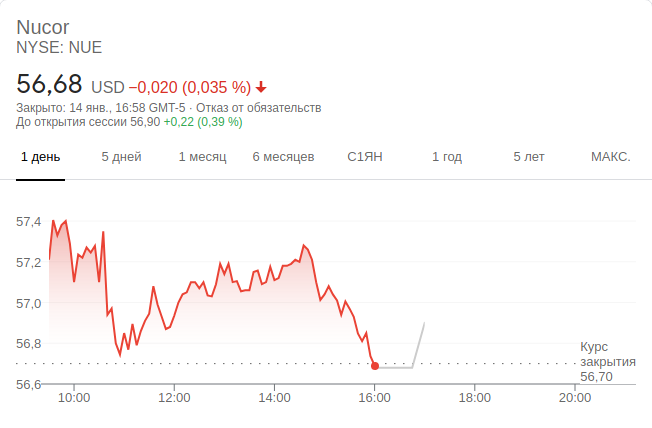 Nucor
NYSE: NUE
56,68 USD −0,020 (0,035 %)
Закрыто: 14 янв., 16:58 GMT-5 · Отказ от обязательств
До открытия сессии 56,90 +0,22 (0,39 %)
1 день 5 дней 1 месяц 6 месяцев С1ЯН 1 год 5 лет МАКС.
57,4
57,2
57,0
56,8
Курс
закрытия
56,70
56,6
10:00 12:00 14:00 16:00 18:00 20:00